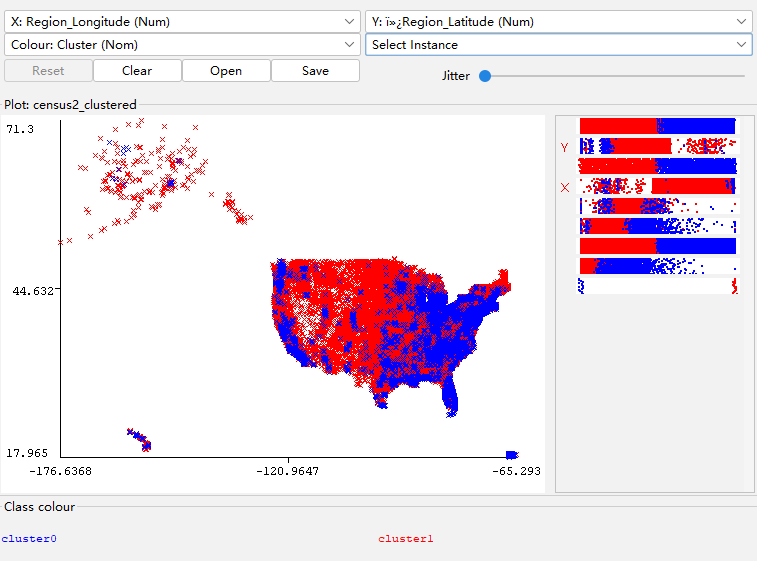 X: Region_Longitude (Num)
Y: ï»¿Region_Latitude (Num)
Colour: Cluster (Nom)
Select Instance
Reset
Clear
Open
Save
Jitter
Plot: census2_clustered
71.3
44.632
17.965
-176.6368
-120.9647
-65.293
Y
X
Class colour
cluster0
cluster1